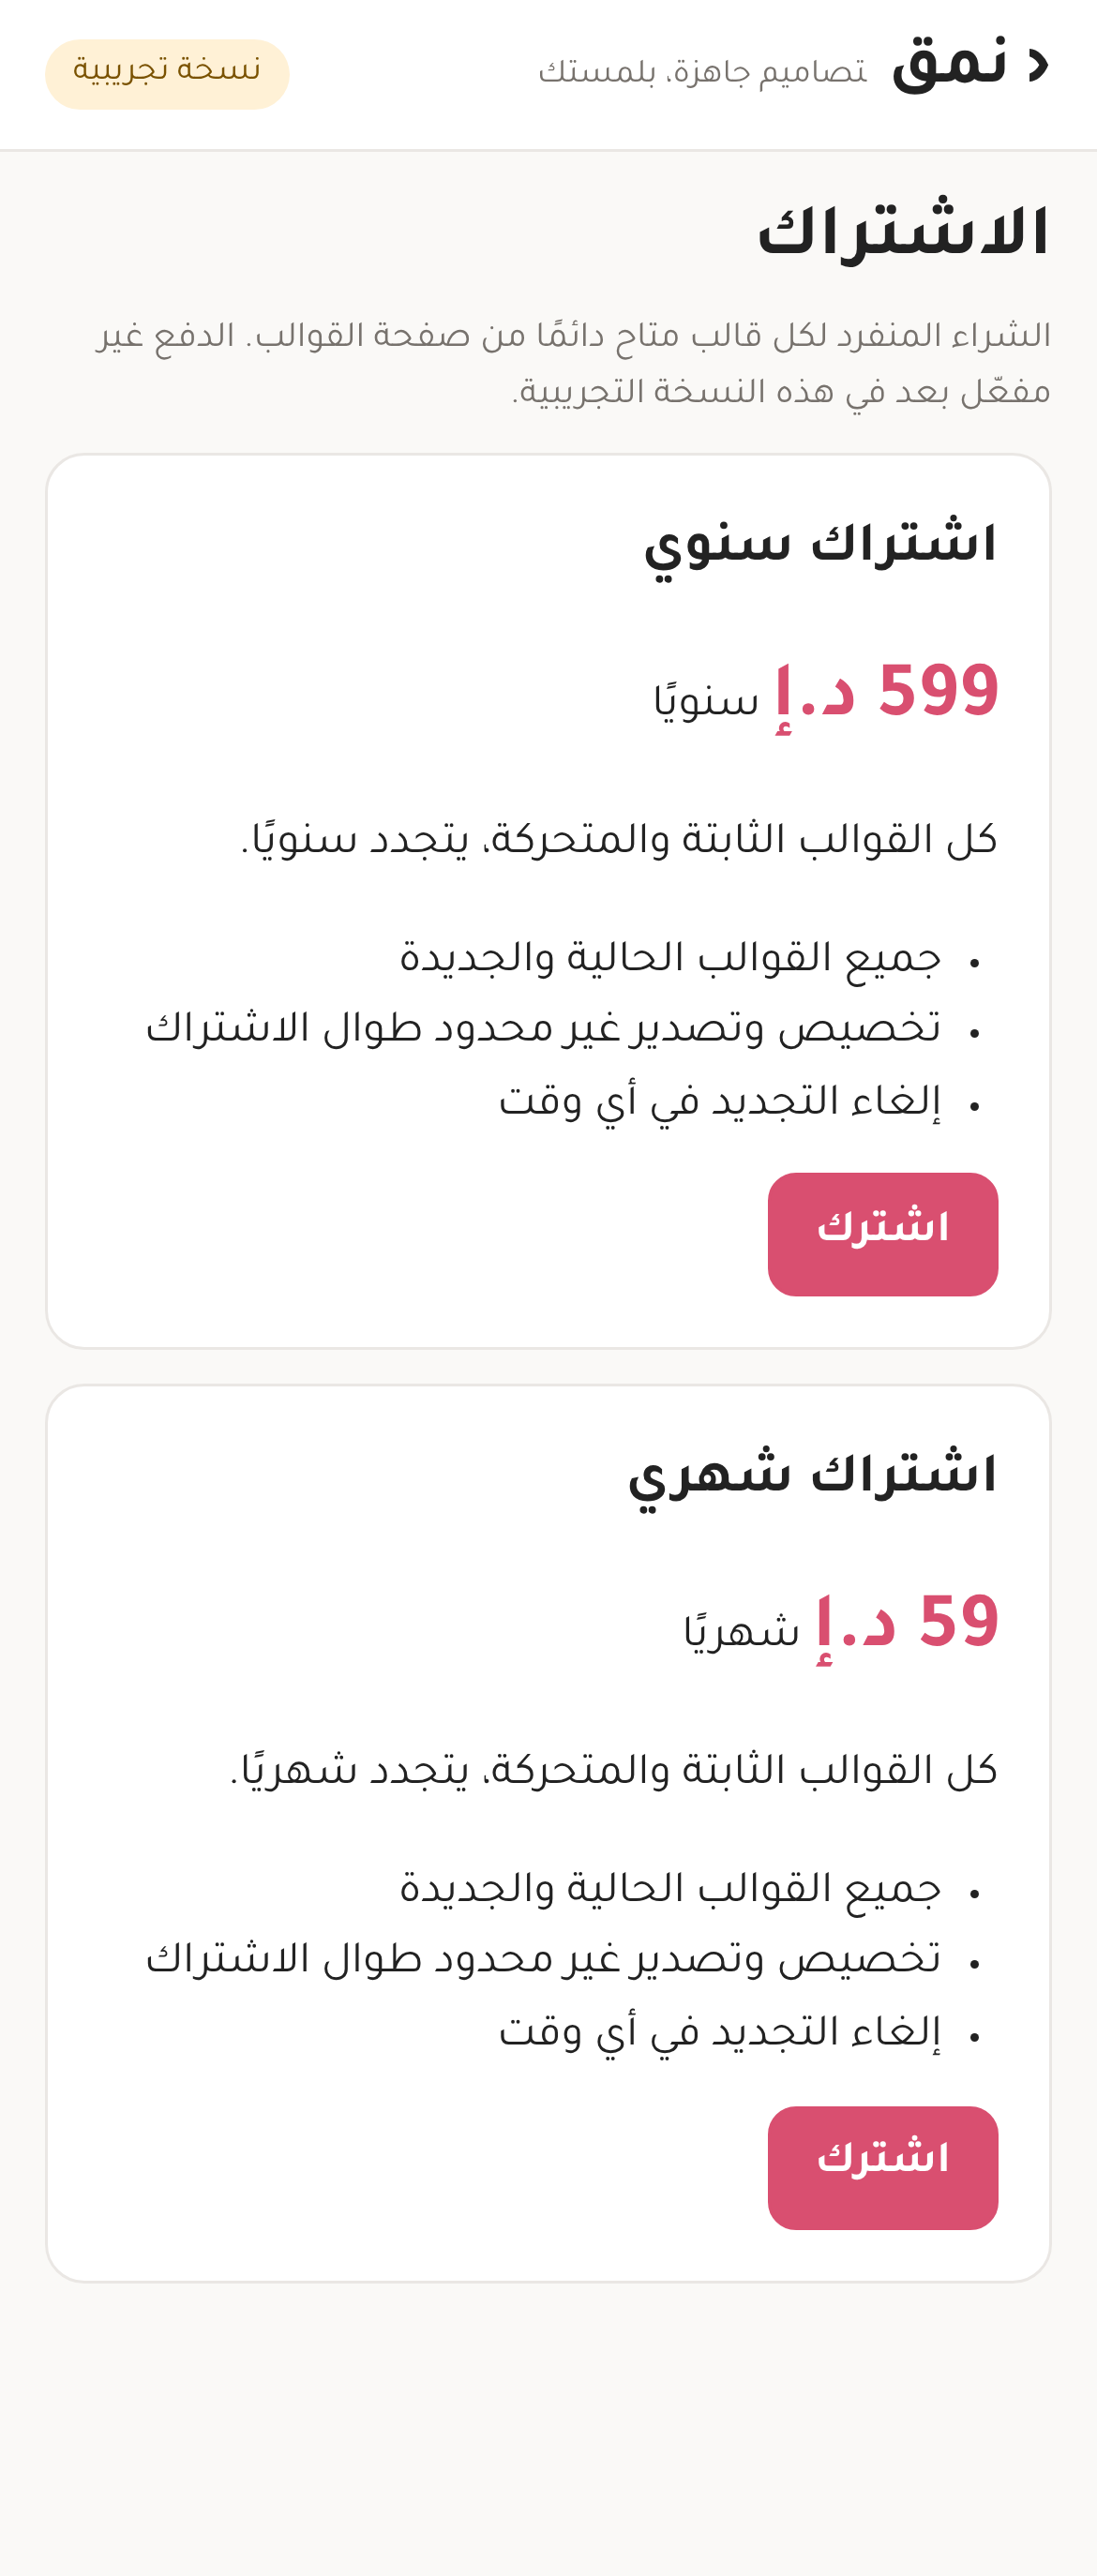 ‹ نمق تصاميم جاهزة، بلمستك نسخة تجريبية
الاشتراك
الشراء المنفرد لكل قالب متاح دائمًا من صفحة القوالب. الدفع غير
مفعّل بعد في هذه النسخة التجريبية.
اشتراك سنوي
599 د.إ سنويًا
كل القوالب الثابتة والمتحركة، يتجدد سنويًا.
• جميع القوالب الحالية والجديدة
• تخصيص وتصدير غير محدود طوال الاشتراك
• إلغاء التجديد في أي وقت
اشترك
اشتراك شهري
59 د.إ شهريًا
كل القوالب الثابتة والمتحركة، يتجدد شهريًا.
• جميع القوالب الحالية والجديدة
• تخصيص وتصدير غير محدود طوال الاشتراك
• إلغاء التجديد في أي وقت
اشترك